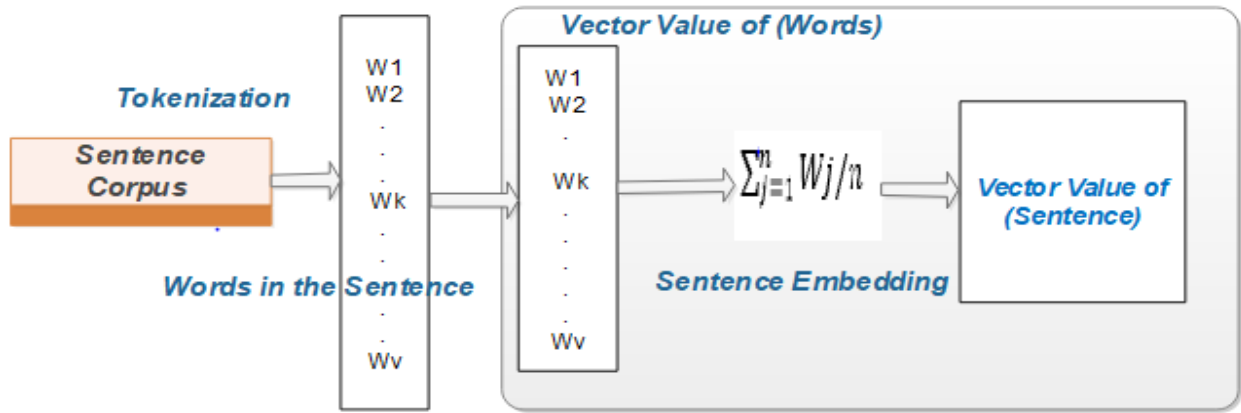 Vector Value of (Words)
Tokenization
Sentence
Corpus
W1
W2
.
.
Wk
.
.
.
.
Wv
Words in the Sentence
W1
W2
.
Wk
.
.
.
.
.
Wv
∑ⁿⱼ₌₁ Wj/n
Sentence Embedding
Vector Value of
(Sentence)